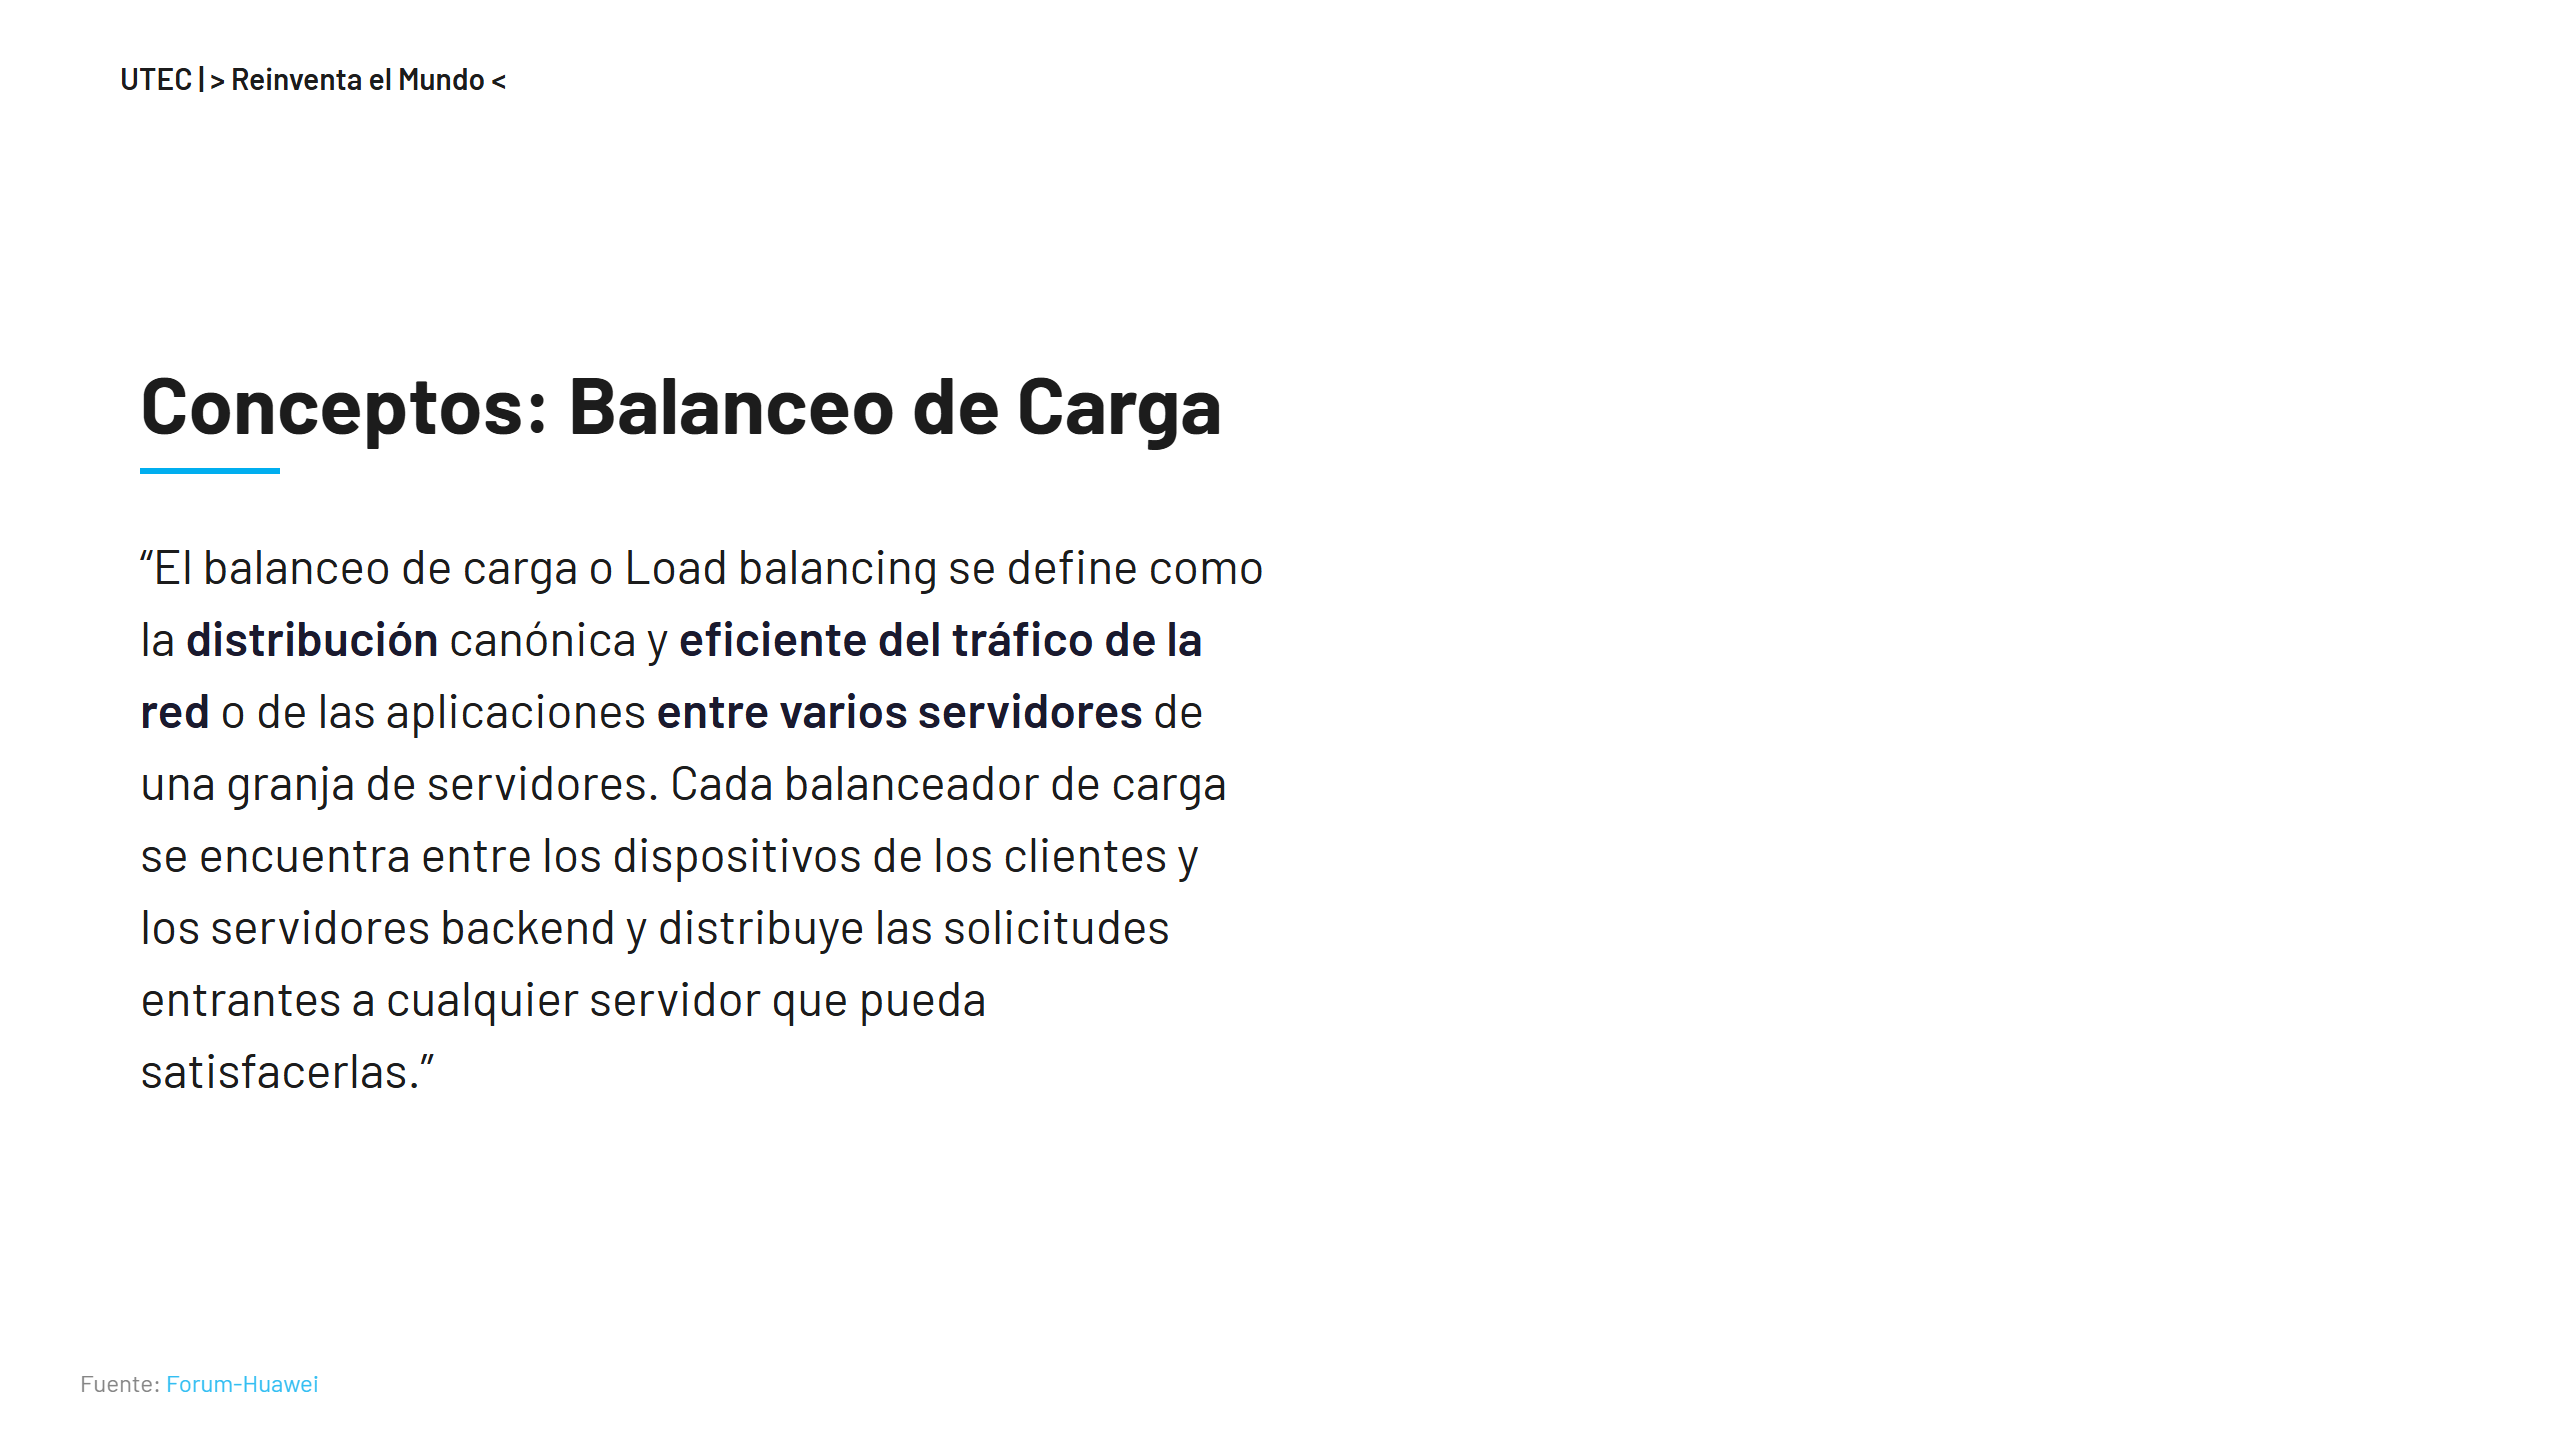 UTEC | > Reinventa el Mundo <
Conceptos: Balanceo de Carga
“El balanceo de carga o Load balancing se define como
la distribución canónica y eficiente del tráfico de la
red o de las aplicaciones entre varios servidores de
una granja de servidores. Cada balanceador de carga
se encuentra entre los dispositivos de los clientes y
los servidores backend y distribuye las solicitudes
entrantes a cualquier servidor que pueda
satisfacerlas.”
Fuente: Forum-Huawei